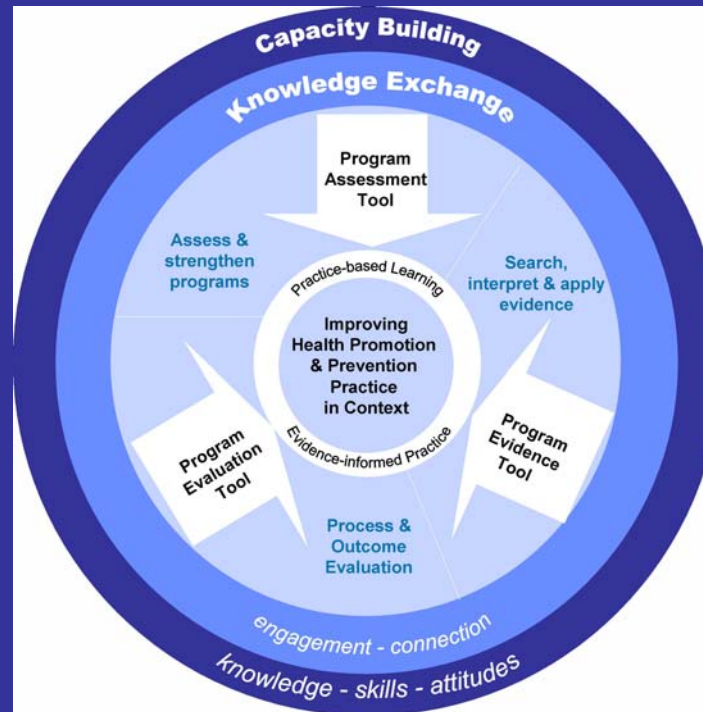 Capacity Building
Knowledge Exchange
Program
Assessment
Tool
Assess &
strengthen
programs
Search,
interpret & apply
evidence
Practice-based Learning
Improving
Health Promotion
& Prevention
Practice
in Context
Evidence-informed Practice
Program
Evaluation
Tool
Program
Evidence
Tool
Process &
Outcome
Evaluation
engagement - connection
knowledge - skills - attitudes